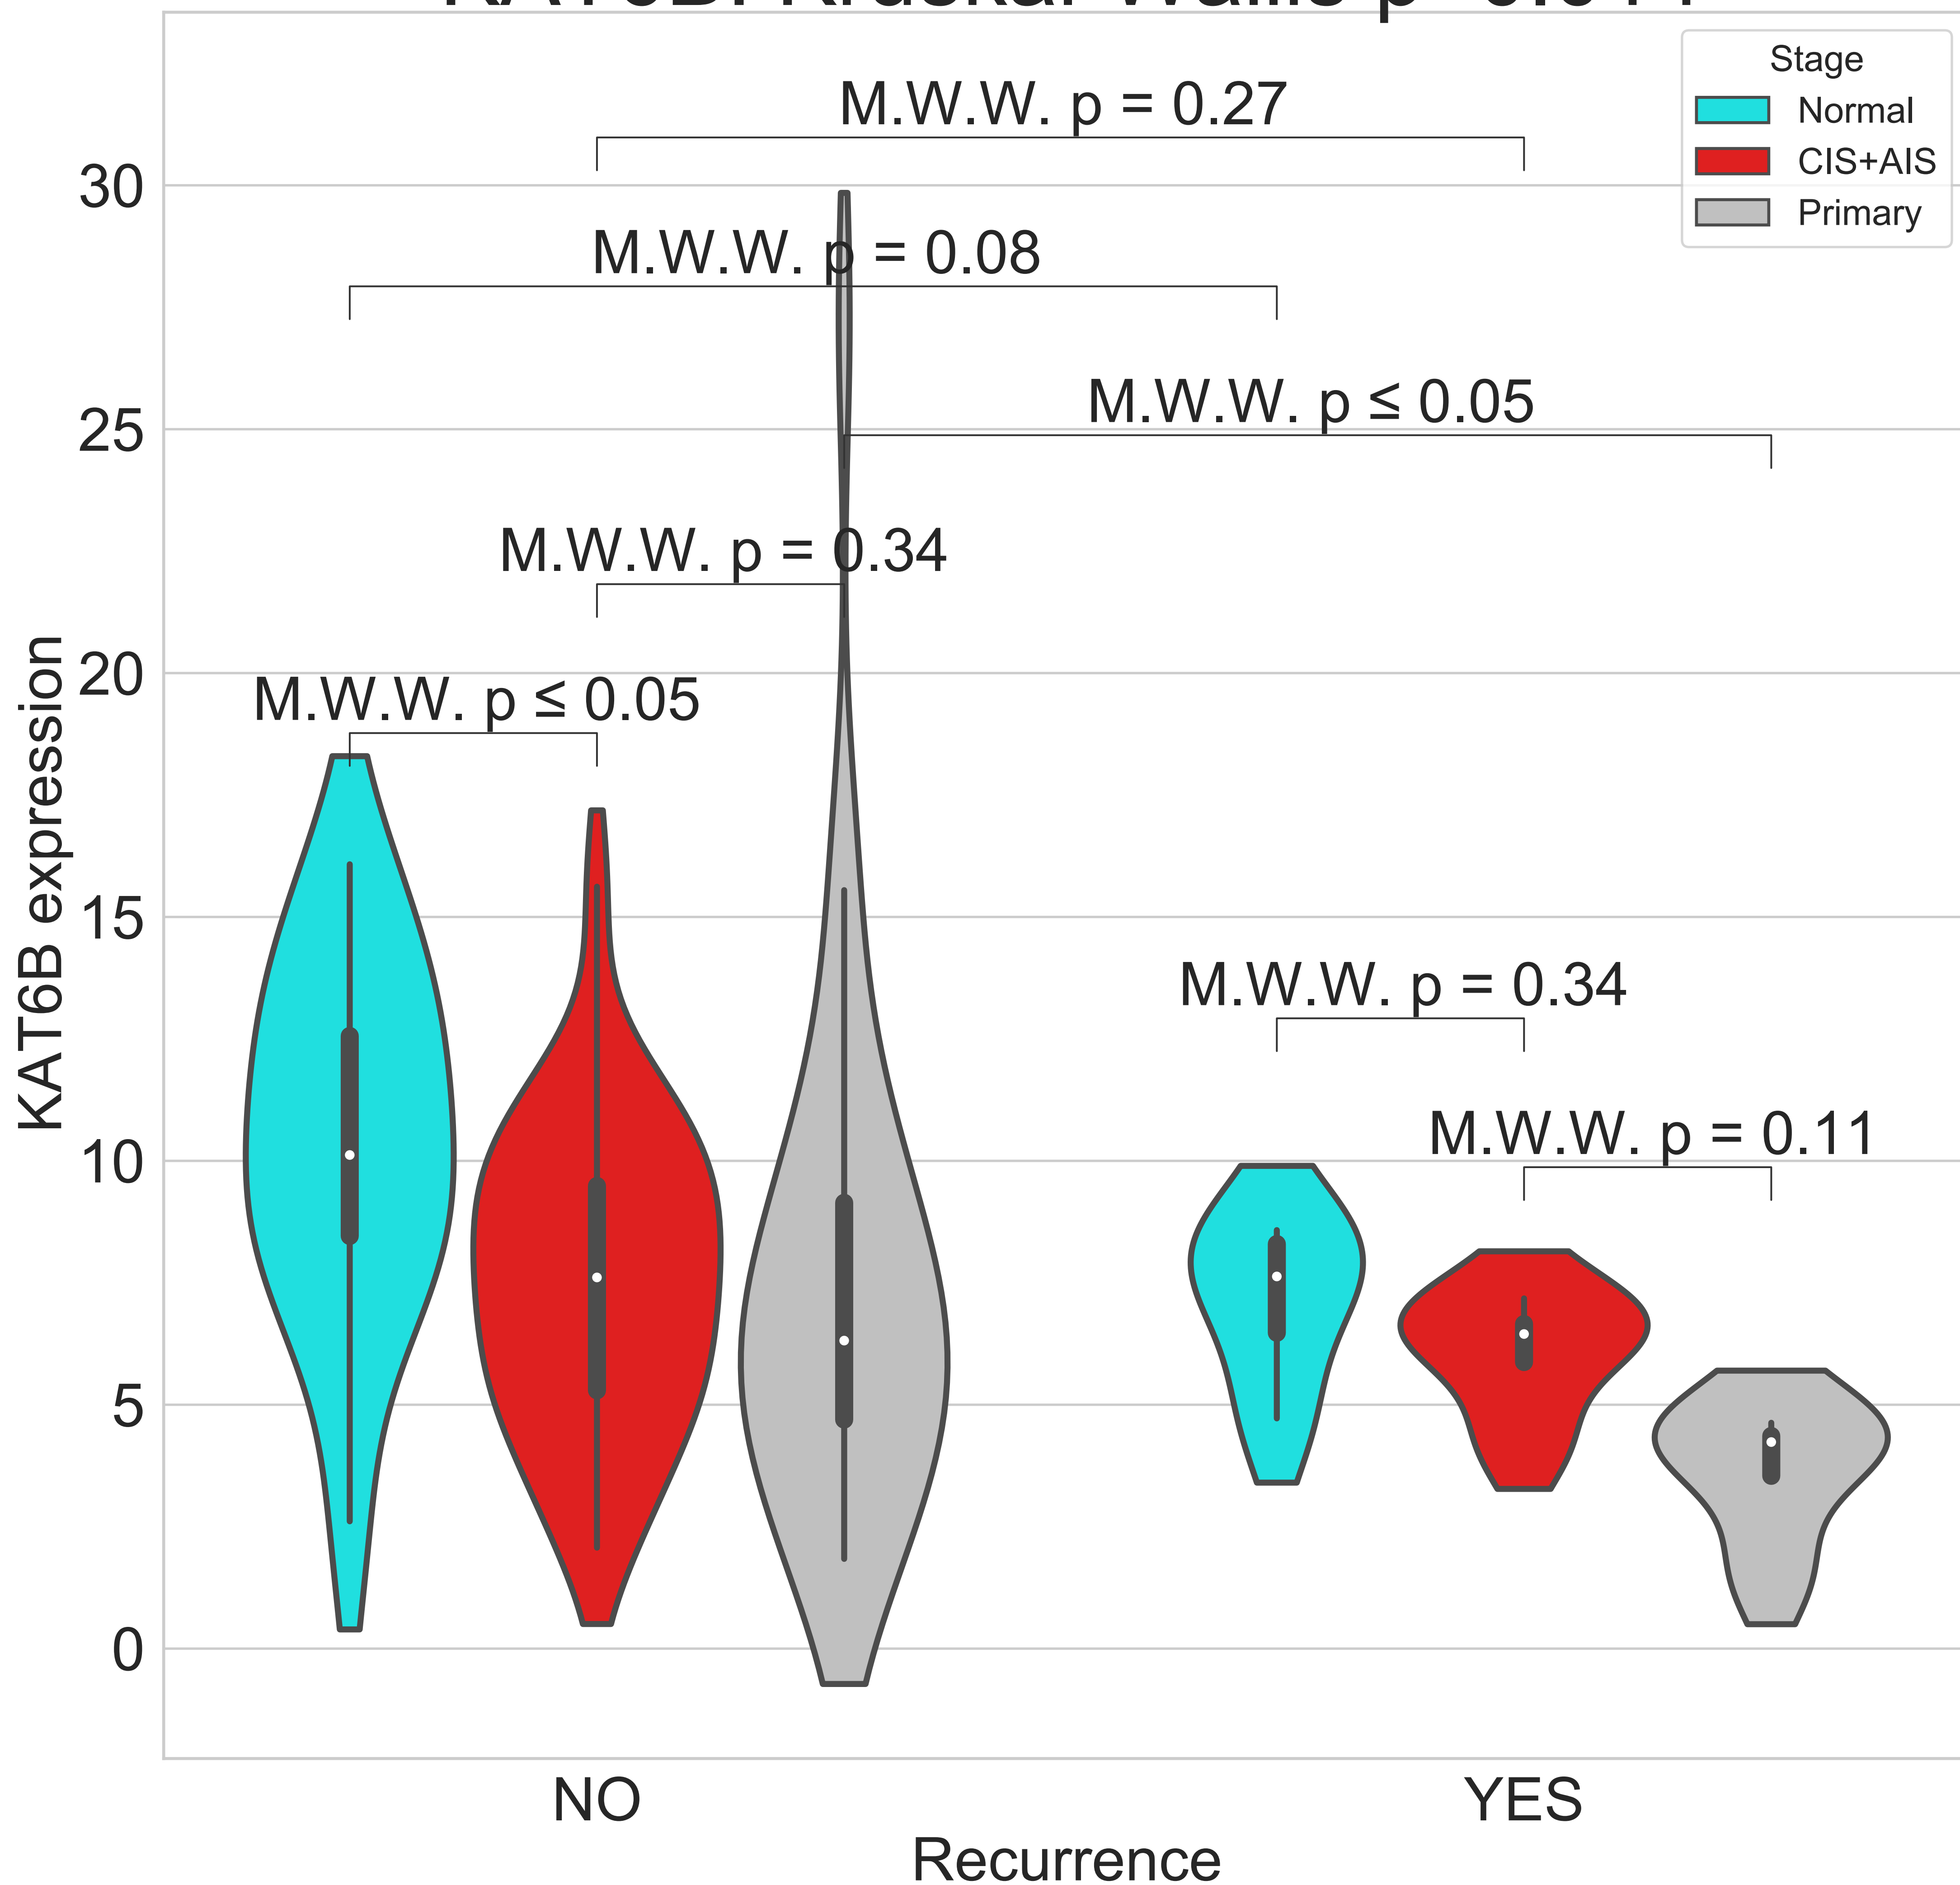 Stage
Normal
CIS+AIS
Primary
M.W.W. p = 0.27
M.W.W. p = 0.08
M.W.W. p ≤ 0.05
M.W.W. p = 0.34
M.W.W. p ≤ 0.05
M.W.W. p = 0.34
M.W.W. p = 0.11
30
25
20
15
10
5
0
KAT6B expression
NO
YES
Recurrence